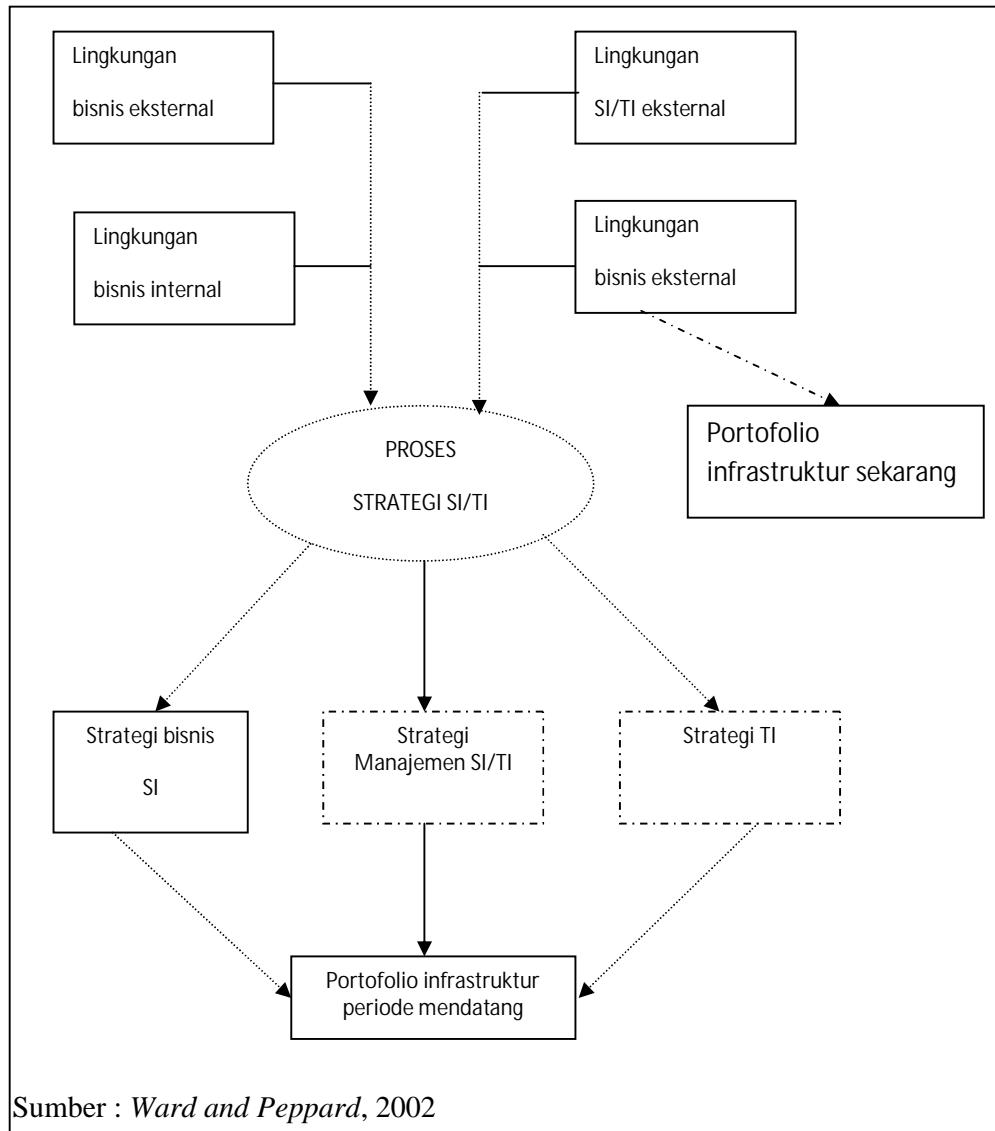 Lingkungan
bisnis eksternal
Lingkungan
SI/TI eksternal
Lingkungan
bisnis internal
Lingkungan
bisnis eksternal
Portofolio
infrastruktur sekarang
PROSES
STRATEGI SI/TI
Strategi bisnis
SI
Strategi
Manajemen SI/TI
Strategi TI
Portofolio infrastruktur
periode mendatang
Sumber : Ward and Peppard, 2002